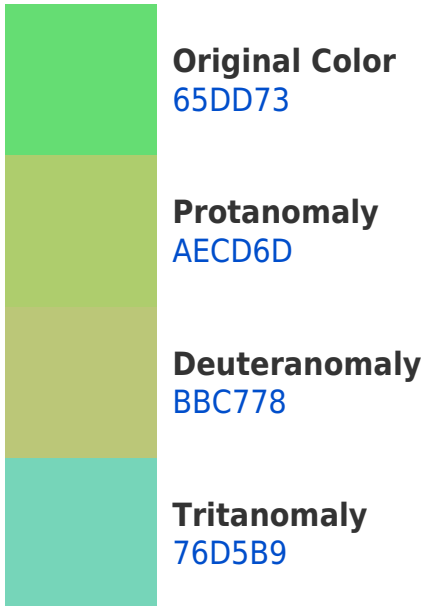 Original Color
65DD73
Protanomaly
AECD6D
Deuteranomaly
BBC778
Tritanomaly
76D5B9